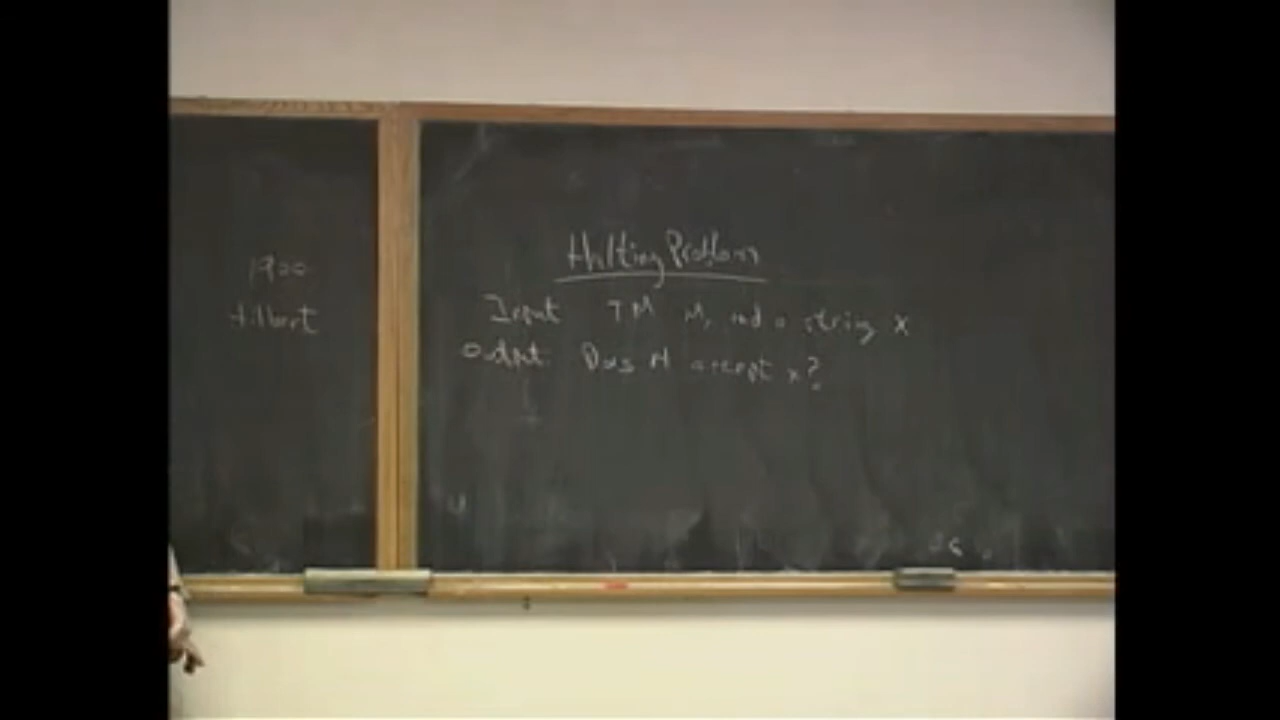 1900
Hilbert
Halting Problem
Input TM M, and a string x
Output: Does M accept x?